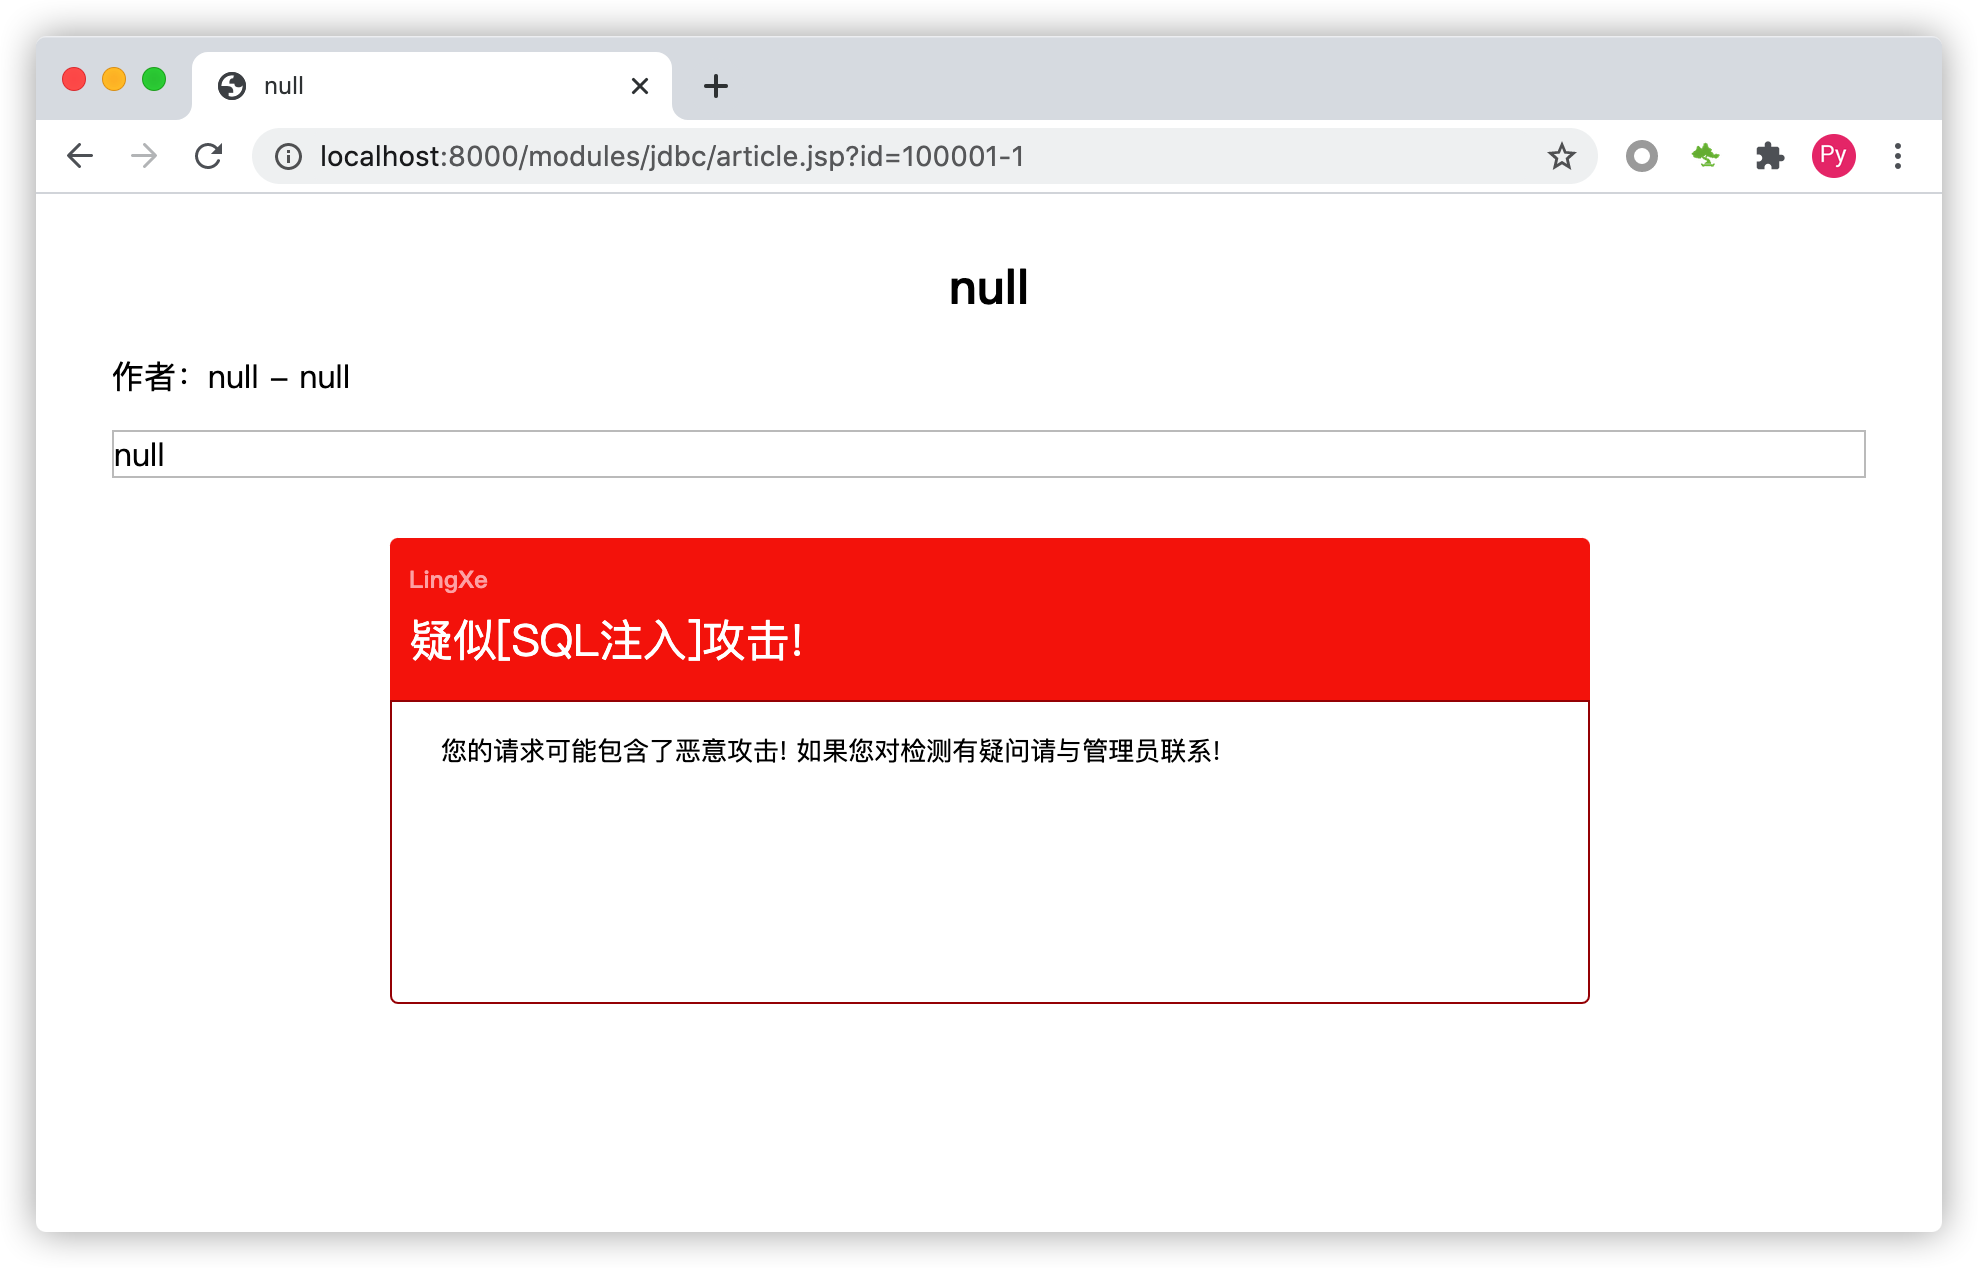 null
localhost:8000/modules/jdbc/article.jsp?id=100001-1
Py
null
作者：null - null
null
LingXe
疑似[SQL注入]攻击!
您的请求可能包含了恶意攻击! 如果您对检测有疑问请与管理员联系!